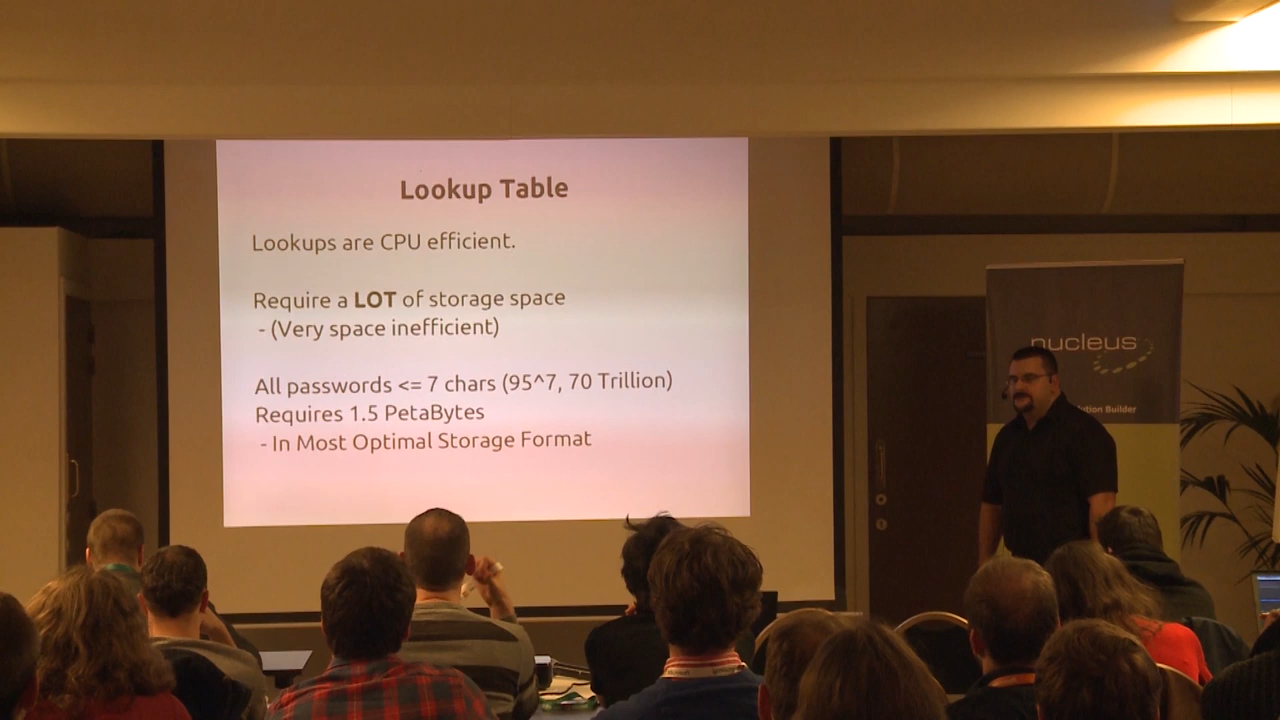 Lookup Table
Lookups are CPU efficient.
Require a LOT of storage space
- (Very space inefficient)
All passwords <= 7 chars (95^7, 70 Trillion)
Requires 1.5 PetaBytes
- In Most Optimal Storage Format
nucleus
Builder